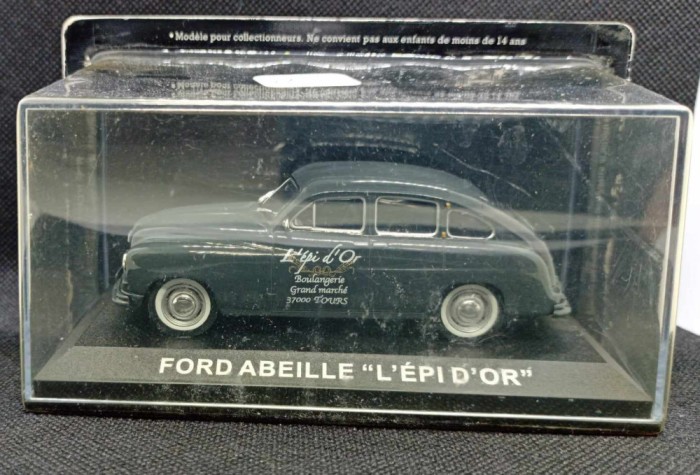 *Modèle pour collectionneurs. Ne convient pas aux enfants de moins de 14 ans
L'épi d'Or
Boulangerie
Grand marché
37000 TOURS
FORD ABEILLE "L'ÉPI D'OR"